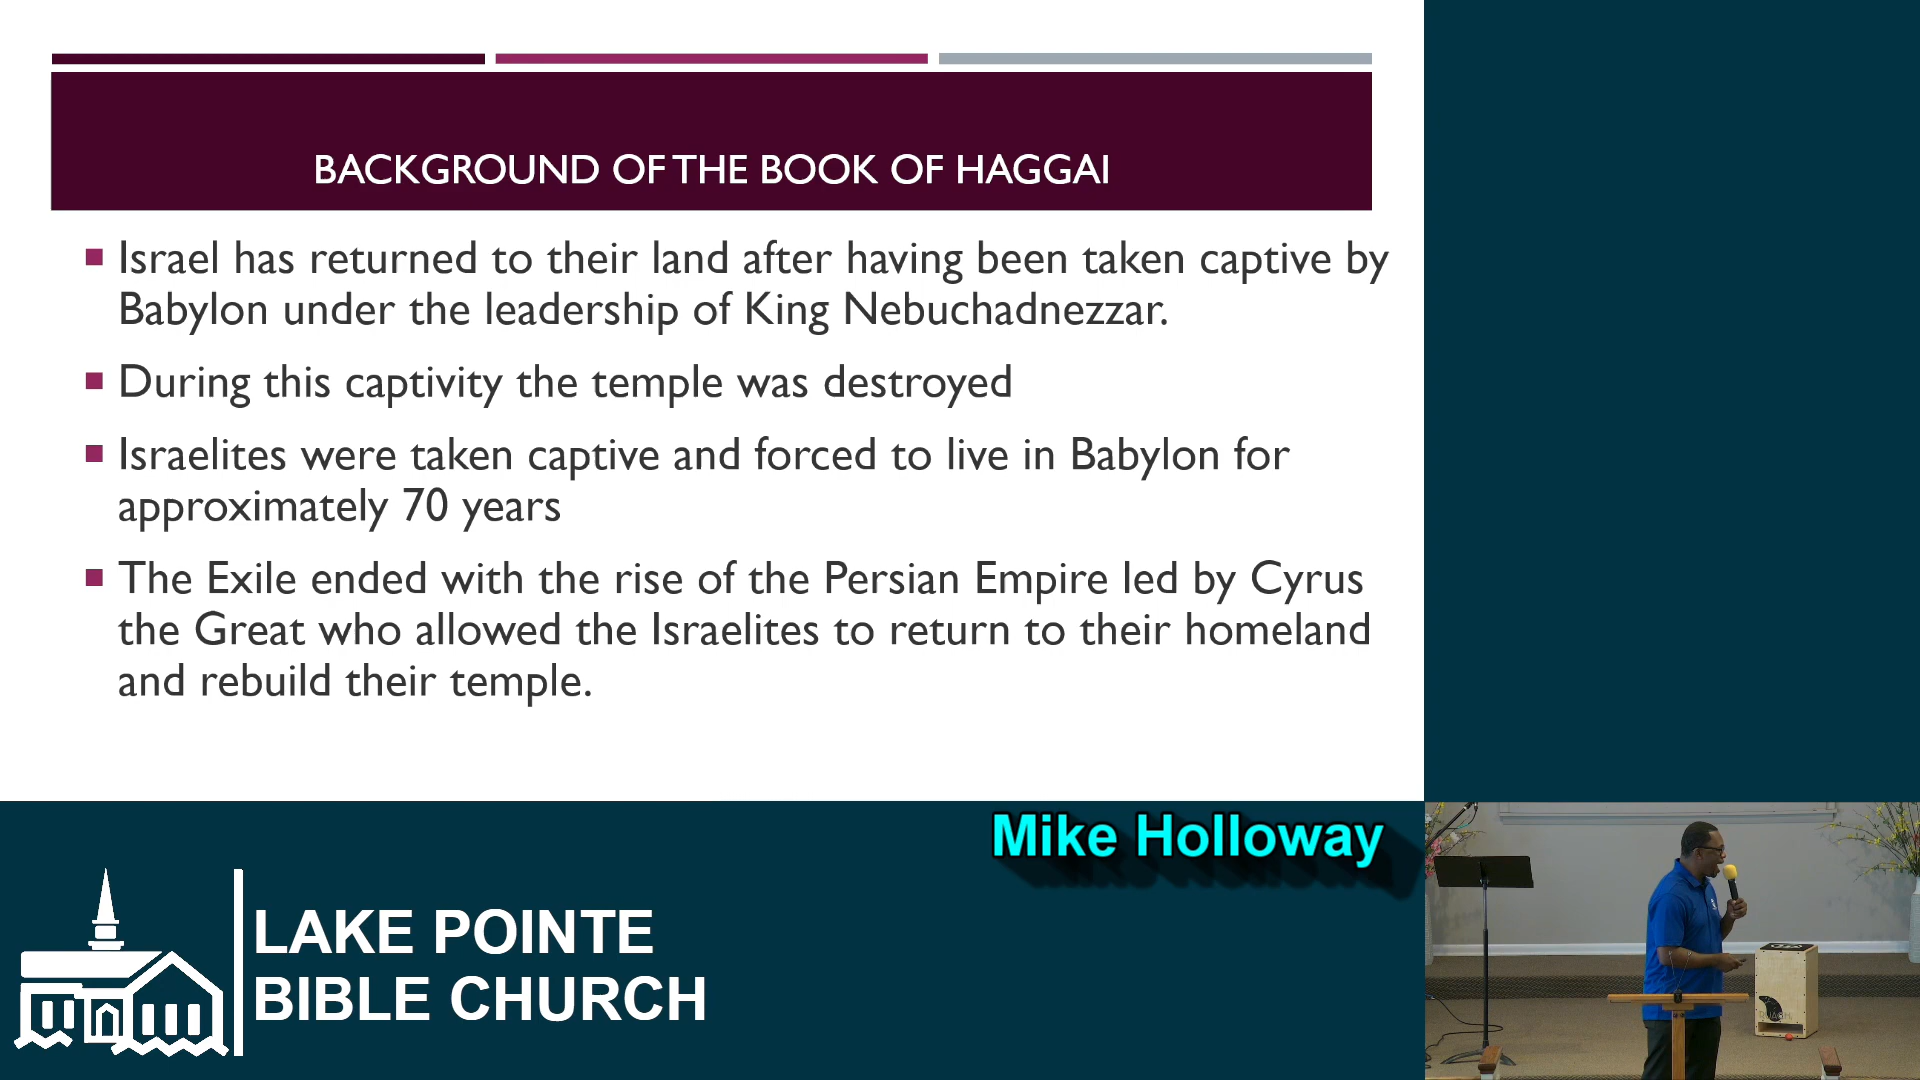 BACKGROUND OF THE BOOK OF HAGGAI
Israel has returned to their land after having been taken captive by
Babylon under the leadership of King Nebuchadnezzar.
During this captivity the temple was destroyed
Israelites were taken captive and forced to live in Babylon for
approximately 70 years
The Exile ended with the rise of the Persian Empire led by Cyrus
the Great who allowed the Israelites to return to their homeland
and rebuild their temple.
Mike Holloway
LAKE POINTE
BIBLE CHURCH